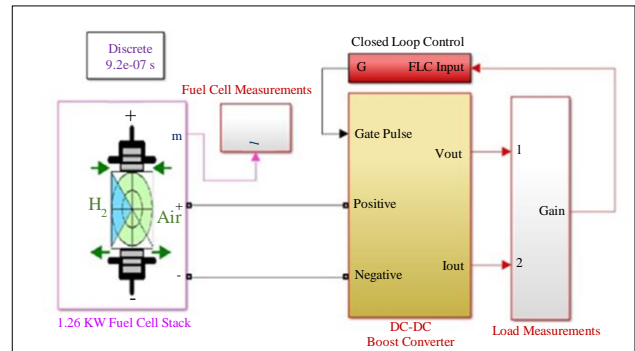 Discrete
9.2e-07 s
Closed Loop Control
G
FLC Input
Fuel Cell Measurements
+
m
Gate Pulse
Vout
1
H2
Air
+
Positive
Gain
-
Negative
Iout
2
-
1.26 KW Fuel Cell Stack
DC-DC
Boost Converter
Load Measurements